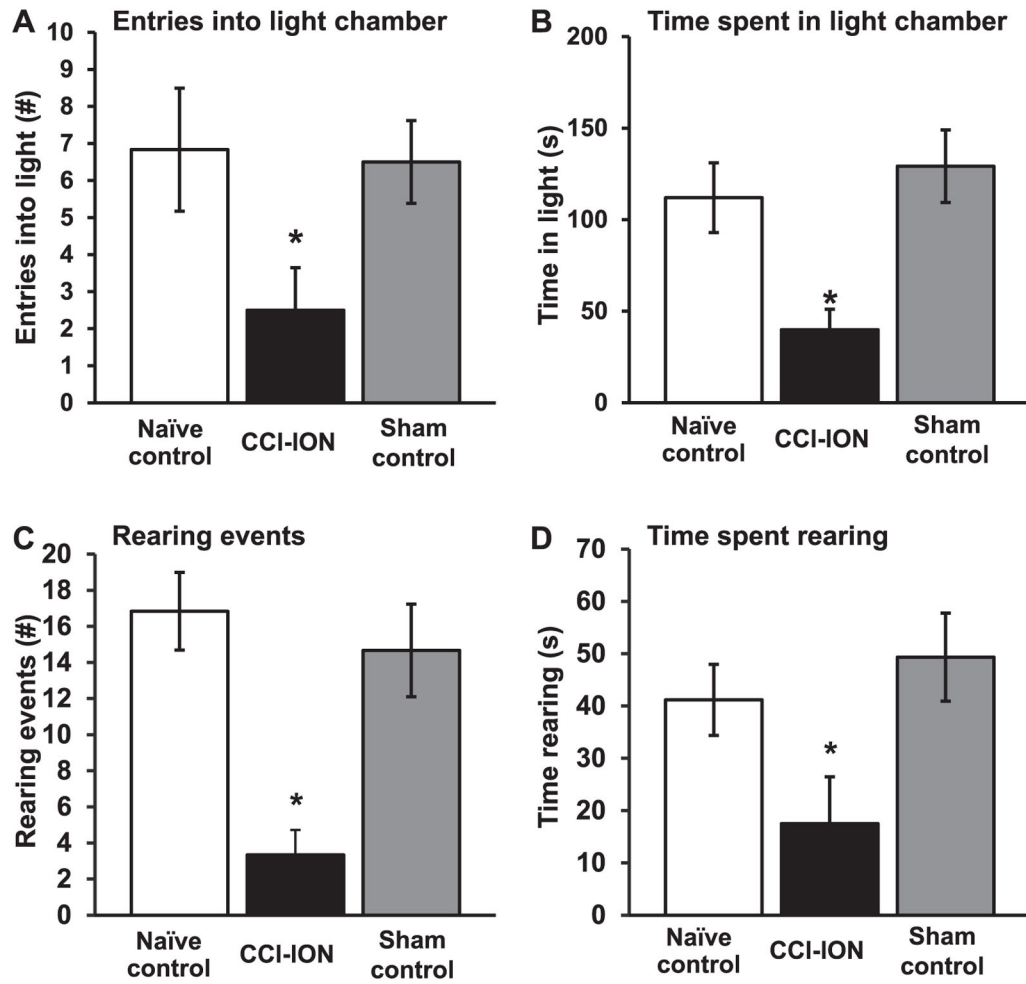 A Entries into light chamber
Entries into light (#)
10
9
8
7
6
5
4
3
2
1
0
*
Naïve
control
CCI-ION
Sham
control
B Time spent in light chamber
Time in light (s)
200
150
100
50
0
*
Naïve
control
CCI-ION
Sham
control
C Rearing events
Rearing events (#)
20
18
16
14
12
10
8
6
4
2
0
*
Naïve
control
CCI-ION
Sham
control
D Time spent rearing
Time rearing (s)
70
60
50
40
30
20
10
0
*
Naïve
control
CCI-ION
Sham
control